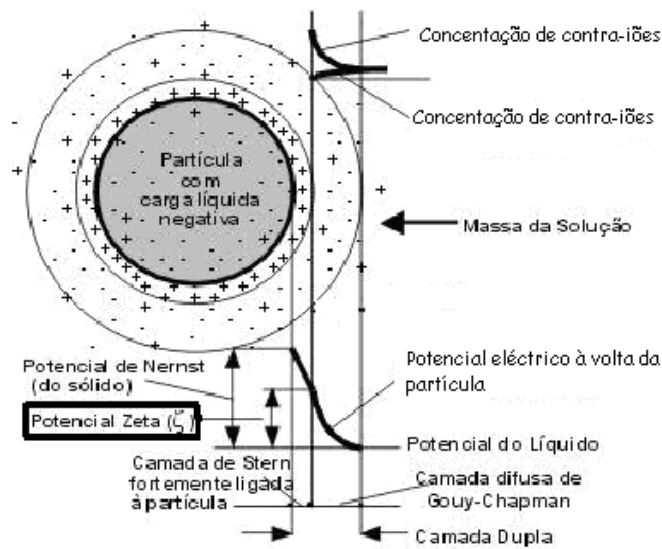 Concentação de contra-iões
Concentação de contra-iões
Partícula
com
carga líquida
negativa
Massa da Solução
Potencial de Nernst
(do sólido)
Potencial Zeta (ζ)
Potencial eléctrico à volta da
partícula
Potencial do Líquido
Camada de Stern
fortemente ligada
à partícula
Camada difusa de
Gouy-Chapman
Camada Dupla